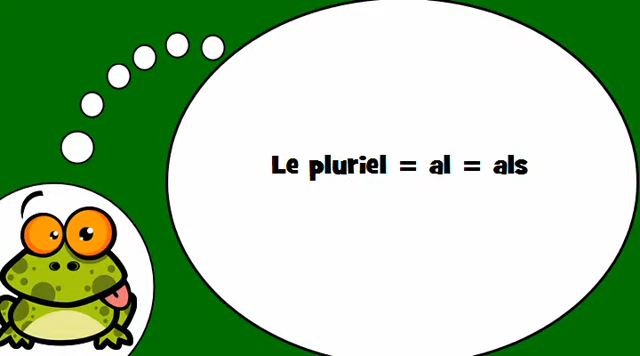 Le pluriel = al = als